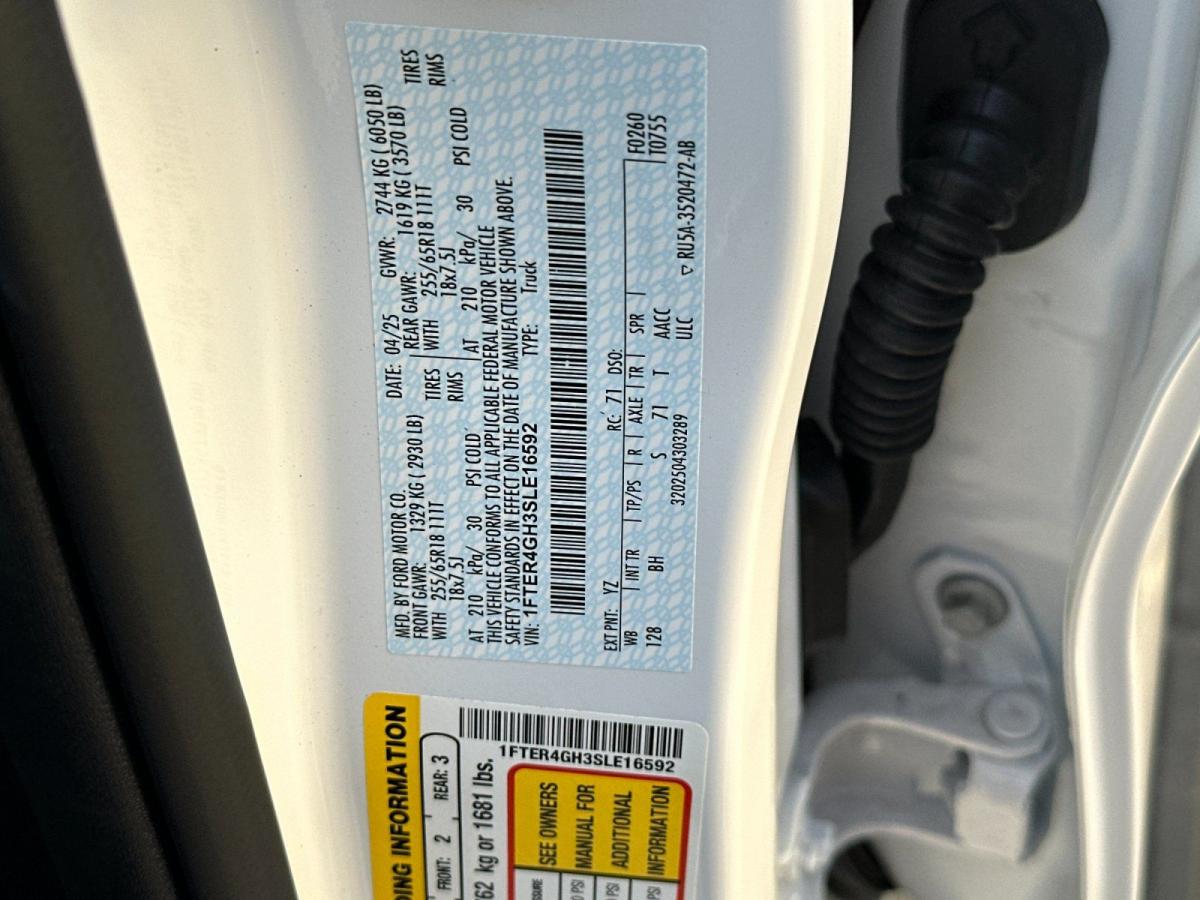 MFD. BY FORD MOTOR CO.
DATE: 04/25 GVWR: 2744 KG ( 6050 LB)
FRONT GAWR: 1329 KG ( 2930 LB)
REAR GAWR: 1619 KG ( 3570 LB)
WITH 255/65R18 111T TIRES
18x7.5J RIMS
WITH 255/65R18 111T TIRES
18x7.5J RIMS
AT 210 kPa/ 30 PSI COLD
AT 210 kPa/ 30 PSI COLD
THIS VEHICLE CONFORMS TO ALL APPLICABLE FEDERAL MOTOR VEHICLE
SAFETY STANDARDS IN EFFECT ON THE DATE OF MANUFACTURE SHOWN ABOVE.
VIN: 1FTER4GH3SLE16592 TYPE: Truck
EXT PNT: YZ RC: 71 DSO:
F0260
WB INT TR TP/PS R AXLE TR SPR
T0755
128 BH S 71 T AACC
ULC
3202504303289
▽ RU5A-3520472-AB
DING INFORMATION
FRONT: 2 REAR: 3
62 kg or 1681 lbs.
1FTER4GH3SLE16592
SEE OWNERS
MANUAL FOR
ADDITIONAL
INFORMATION
PSI
PSI
PSI